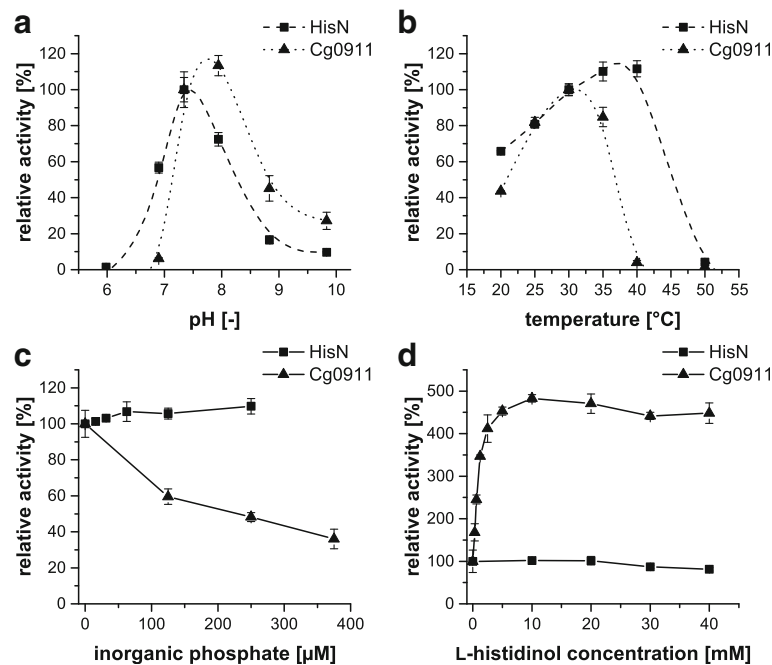 a
HisN
Cg0911
relative activity [%]
120
100
80
60
40
20
0
6 7 8 9 10
pH [-]
b
HisN
Cg0911
relative activity [%]
120
100
80
60
40
20
0
15 20 25 30 35 40 45 50 55
temperature [°C]
c
HisN
Cg0911
relative activity [%]
120
100
80
60
40
20
0
0 100 200 300 400
inorganic phosphate [µM]
d
HisN
Cg0911
relative activity [%]
500
400
300
200
100
0
0 10 20 30 40
L-histidinol concentration [mM]